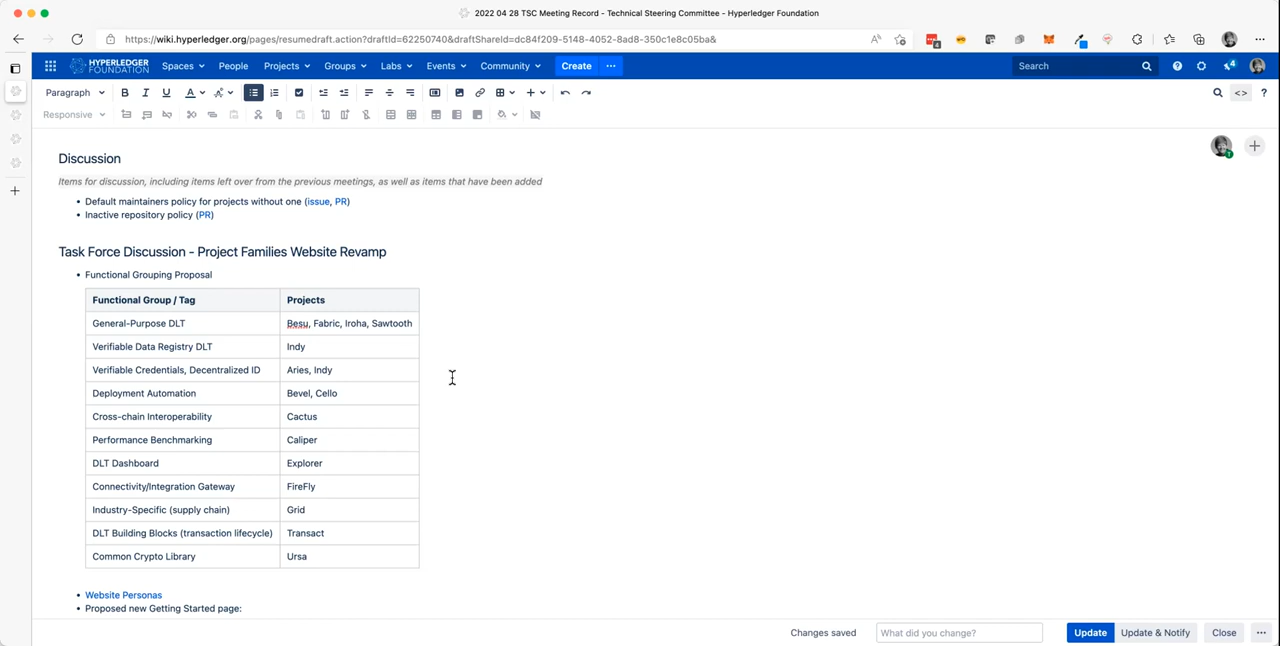 2022 04 28 TSC Meeting Record - Technical Steering Committee - Hyperledger Foundation
https://wiki.hyperledger.org/pages/resumedraft.action?draftId=62250740&draftShareId=dc84f209-5148-4052-8ad8-350c1e8c05ba&
HYPERLEDGER FOUNDATION Spaces People Projects Groups Labs Events Community Create Search 4
Paragraph B I U A
Responsive
Discussion
Items for discussion, including items left over from the previous meetings, as well as items that have been added
• Default maintainers policy for projects without one (issue, PR)
• Inactive repository policy (PR)
Task Force Discussion - Project Families Website Revamp
• Functional Grouping Proposal
Functional Group / Tag Projects
General-Purpose DLT Besu, Fabric, Iroha, Sawtooth
Verifiable Data Registry DLT Indy
Verifiable Credentials, Decentralized ID Aries, Indy
Deployment Automation Bevel, Cello
Cross-chain Interoperability Cactus
Performance Benchmarking Caliper
DLT Dashboard Explorer
Connectivity/Integration Gateway FireFly
Industry-Specific (supply chain) Grid
DLT Building Blocks (transaction lifecycle) Transact
Common Crypto Library Ursa
• Website Personas
• Proposed new Getting Started page:
Changes saved What did you change? Update Update & Notify Close